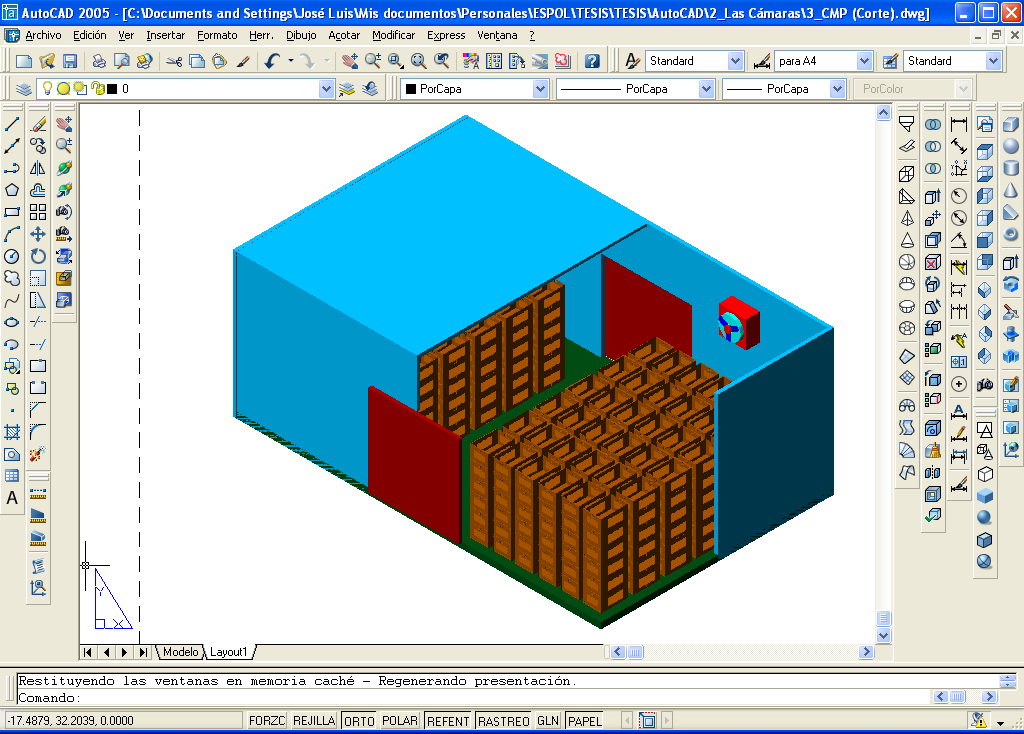 AutoCAD 2005 - [C:\Documents and Settings\José Luis\Mis documentos\Personales\ESPOL\TESIS\TESIS\AutoCAD\2_Las Cámaras\3_CMP (Corte).dwg]
Archivo Edición Ver Insertar Formato Herr. Dibujo Acotar Modificar Express Ventana ?
Standard para A4 Standard
0 PorCapa PorCapa PorCapa PorColor
A
Y
X
Modelo Layout1
Restituyendo las ventanas en memoria caché - Regenerando presentación.
Comando:
-17.4879, 32.2039, 0.0000 FORZC REJILLA ORTO POLAR REFENT RASTREO GLN PAPEL